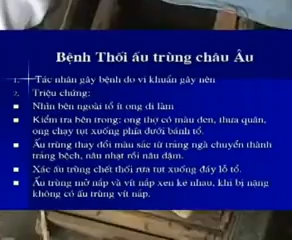 Bệnh Thối ấu trùng châu Âu
1. Tác nhân gây bệnh do vi khuẩn gây nên
2. Triệu chứng:
Nhìn bên ngoài tổ ít ong đi làm
Kiểm tra bên trong: ong thợ có màu đen, thưa quân,
ong chạy tụt xuống phía dưới bánh tổ.
Ấu trùng thay đổi màu sắc từ trắng ngà chuyển thành
trắng bệch, nâu nhạt rồi nâu đậm.
Xác ấu trùng chết thối rữa tụt xuống đáy lỗ tổ.
Ấu trùng mở nắp và vít nắp xen kẽ nhau, khi bị nặng
không có ấu trùng vít nắp.